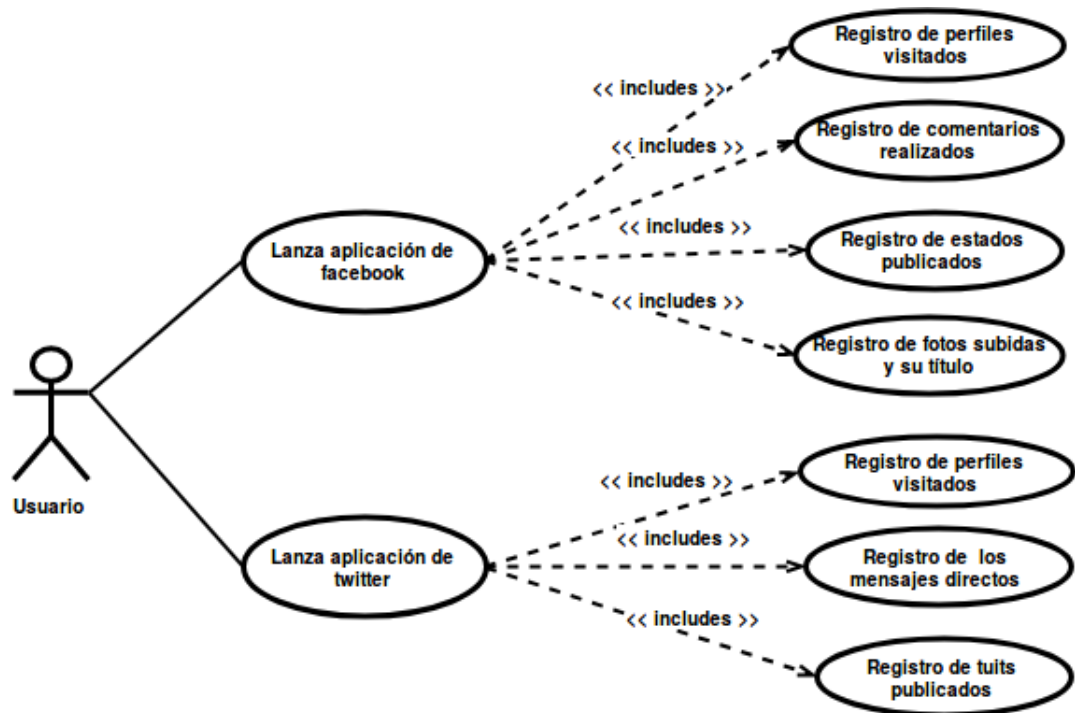 Registro de perfiles
visitados
<< includes >>
Registro de comentarios
realizados
<< includes >>
<< includes >>
Lanza aplicación de
facebook
Registro de estados
publicados
<< includes >>
Registro de fotos subidas
y su título
Usuario
Registro de perfiles
visitados
<< includes >>
<< includes >>
Lanza aplicación de
twitter
Registro de los
mensajes directos
<< includes >>
Registro de tuits
publicados